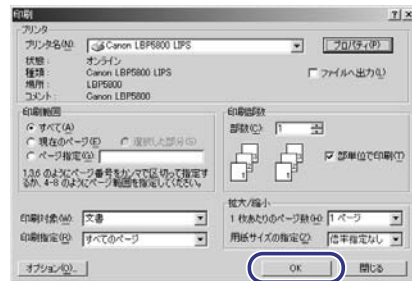 印刷
プリンタ
プリンタ名(N): Canon LBP5800 LIPS プロパティ(P)
状態: オンライン
種類: Canon LBP5800 LIPS ファイルへ出力(L)
場所: LBP5800
コメント: Canon LBP5800
印刷範囲 印刷部数
すべて(A) 部数(C): 1
現在のページ(E) 選択した部分(S)
ページ指定(G) 部単位で印刷(T)
1,3,6 のようにページ番号をカンマで区切って指定するか、4-8 のようにページ範囲を指定してください。
拡大/縮小
印刷対象(W): 文書 1 枚あたりのページ数(H): 1 ページ
印刷指定(R): すべてのページ 用紙サイズの指定(Z): 倍率指定なし
オプション(O)... OK 閉じる